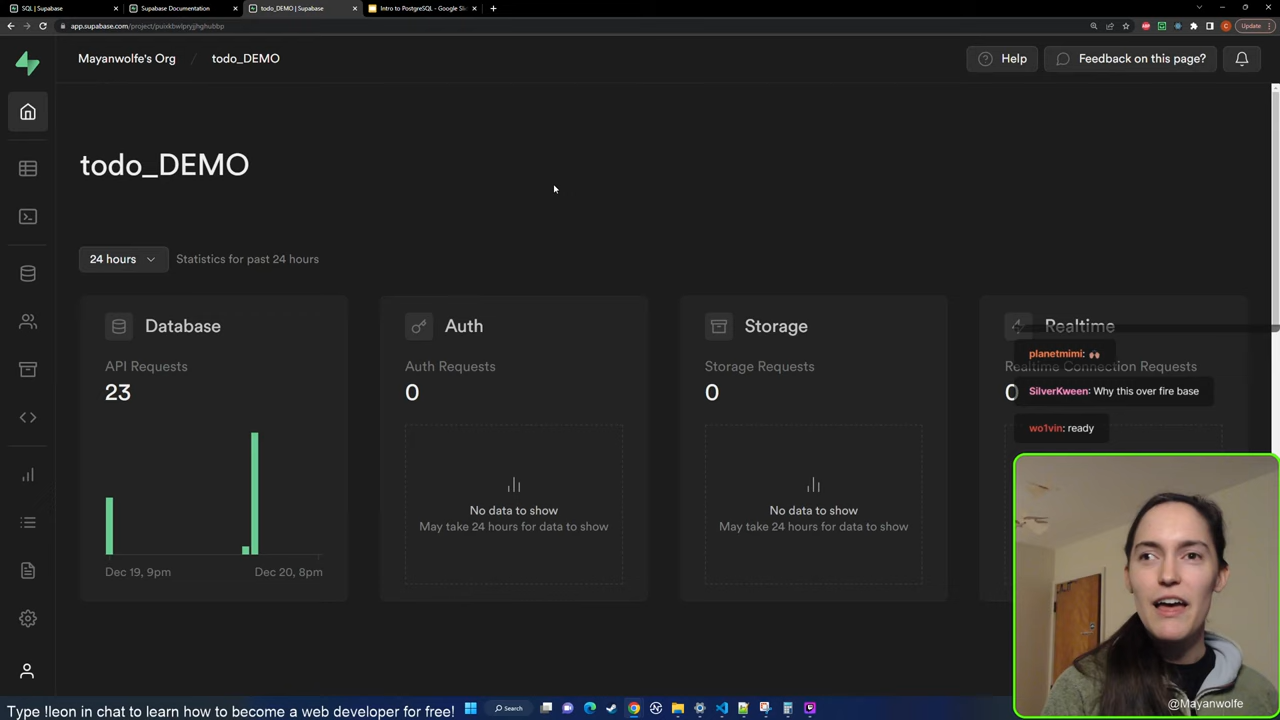 SQL | Supabase
Supabase Documentation
todo_DEMO | Supabase
Intro to PostgreSQL - Google Sli
app.supabase.com/project/puixkbwlpryjjhghubbp
Update
Mayanwolfe's Org / todo_DEMO
Help
Feedback on this page?
todo_DEMO
24 hours
Statistics for past 24 hours
Database
API Requests
23
Dec 19, 9pm
Dec 20, 8pm
Auth
Auth Requests
0
No data to show
May take 24 hours for data to show
Storage
Storage Requests
0
No data to show
May take 24 hours for data to show
Realtime
Realtime Connection Requests
0
planetmimi:
SilverKween: Why this over fire base
wo1vin: ready
@Mayanwolfe
Type !leon in chat to learn how to become a web developer for free!
Search